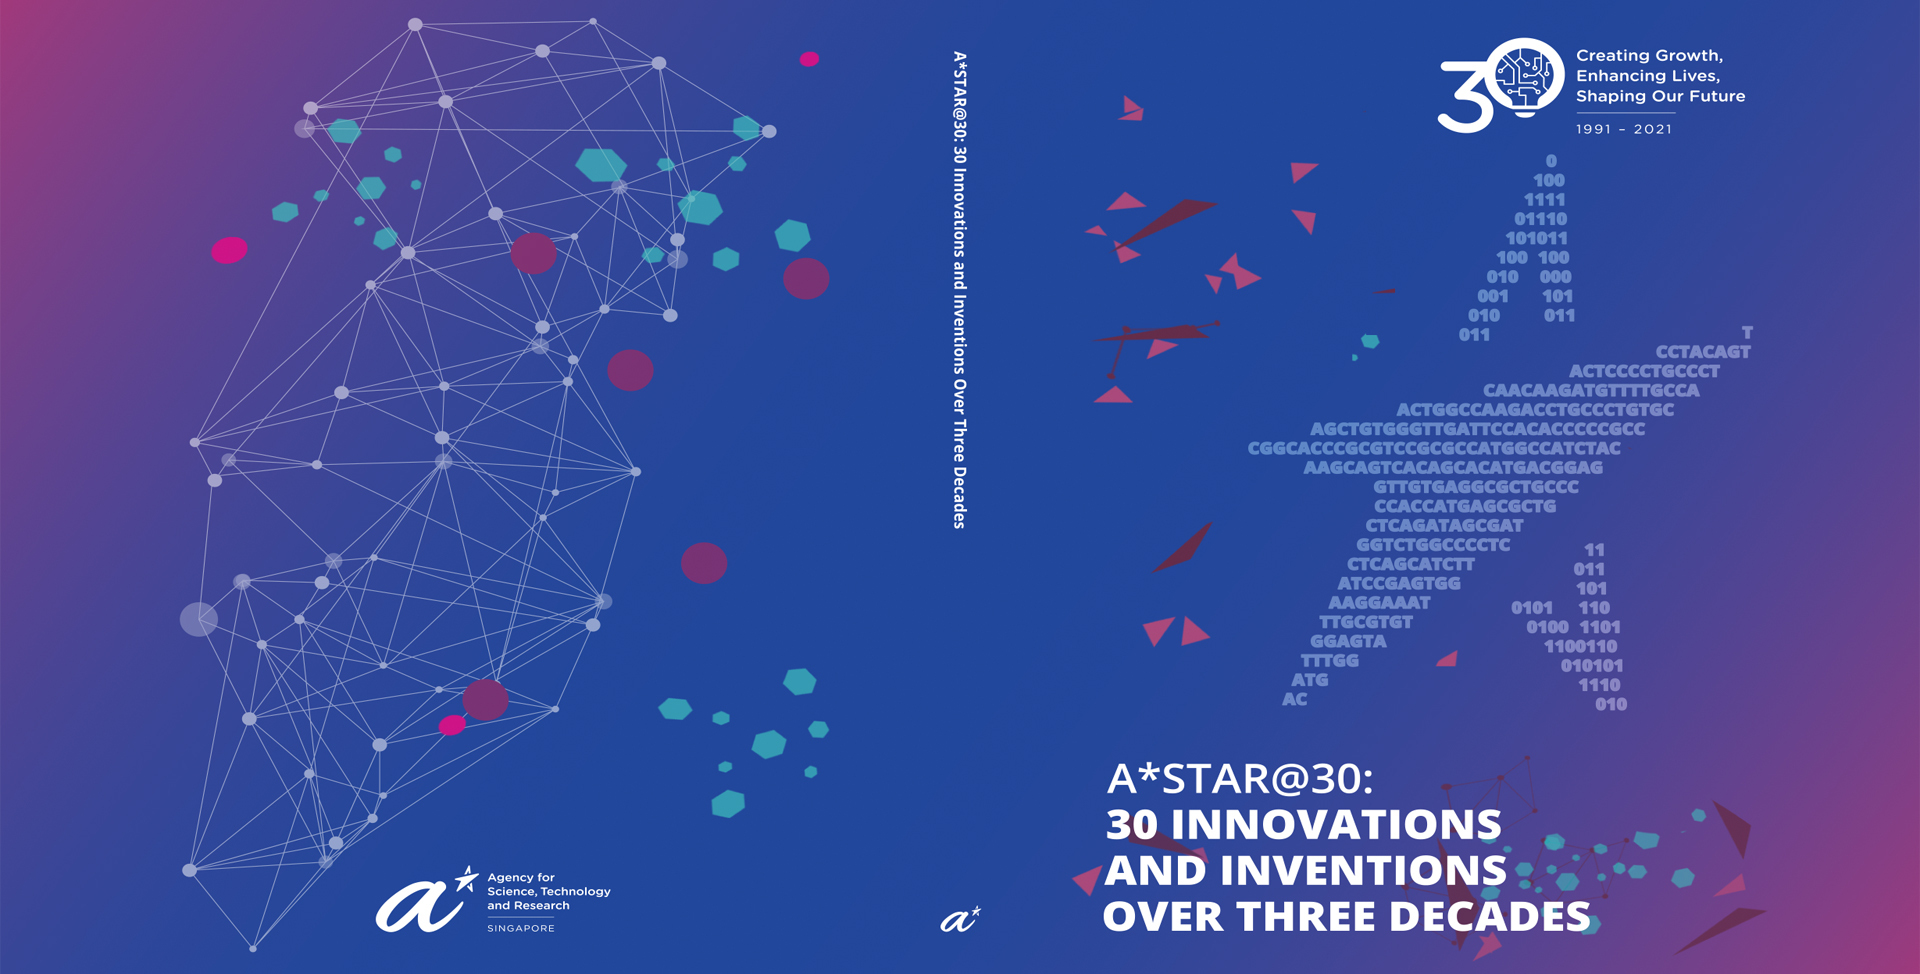 Agency for
Science, Technology
and Research
SINGAPORE
A*STAR@30: 30 Innovations and Inventions Over Three Decades
30
Creating Growth,
Enhancing Lives,
Shaping Our Future
1991 – 2021
0
100
1111
01110
101011
100 100
010 000
001 101
010 011
011
T
CCTACAGT
ACTCCCCTGCCCT
CAACAAGATGTTTTGCCA
ACTGGCCAAGACCTGCCCTGTGC
AGCTGTGGGTTGATTCCACACCCCCGCC
CGGCACCCGCGTCCGCGCCATGGCCATCTAC
AAGCAGTCACAGCACATGACGGAG
GTTGTGAGGCGCTGCCC
CCACCATGAGCGCTG
CTCAGATAGCGAT
GGTCTGGCCCCTC
CTCAGCATCTT
ATCCGAGTGG
AAGGAAAT
TTGCGTGT
GGAGTA
TTTGG
ATG
AC
11
011
101
0101 110
0100 1101
1100110
010101
1110
010
A*STAR@30:
30 INNOVATIONS
AND INVENTIONS
OVER THREE DECADES